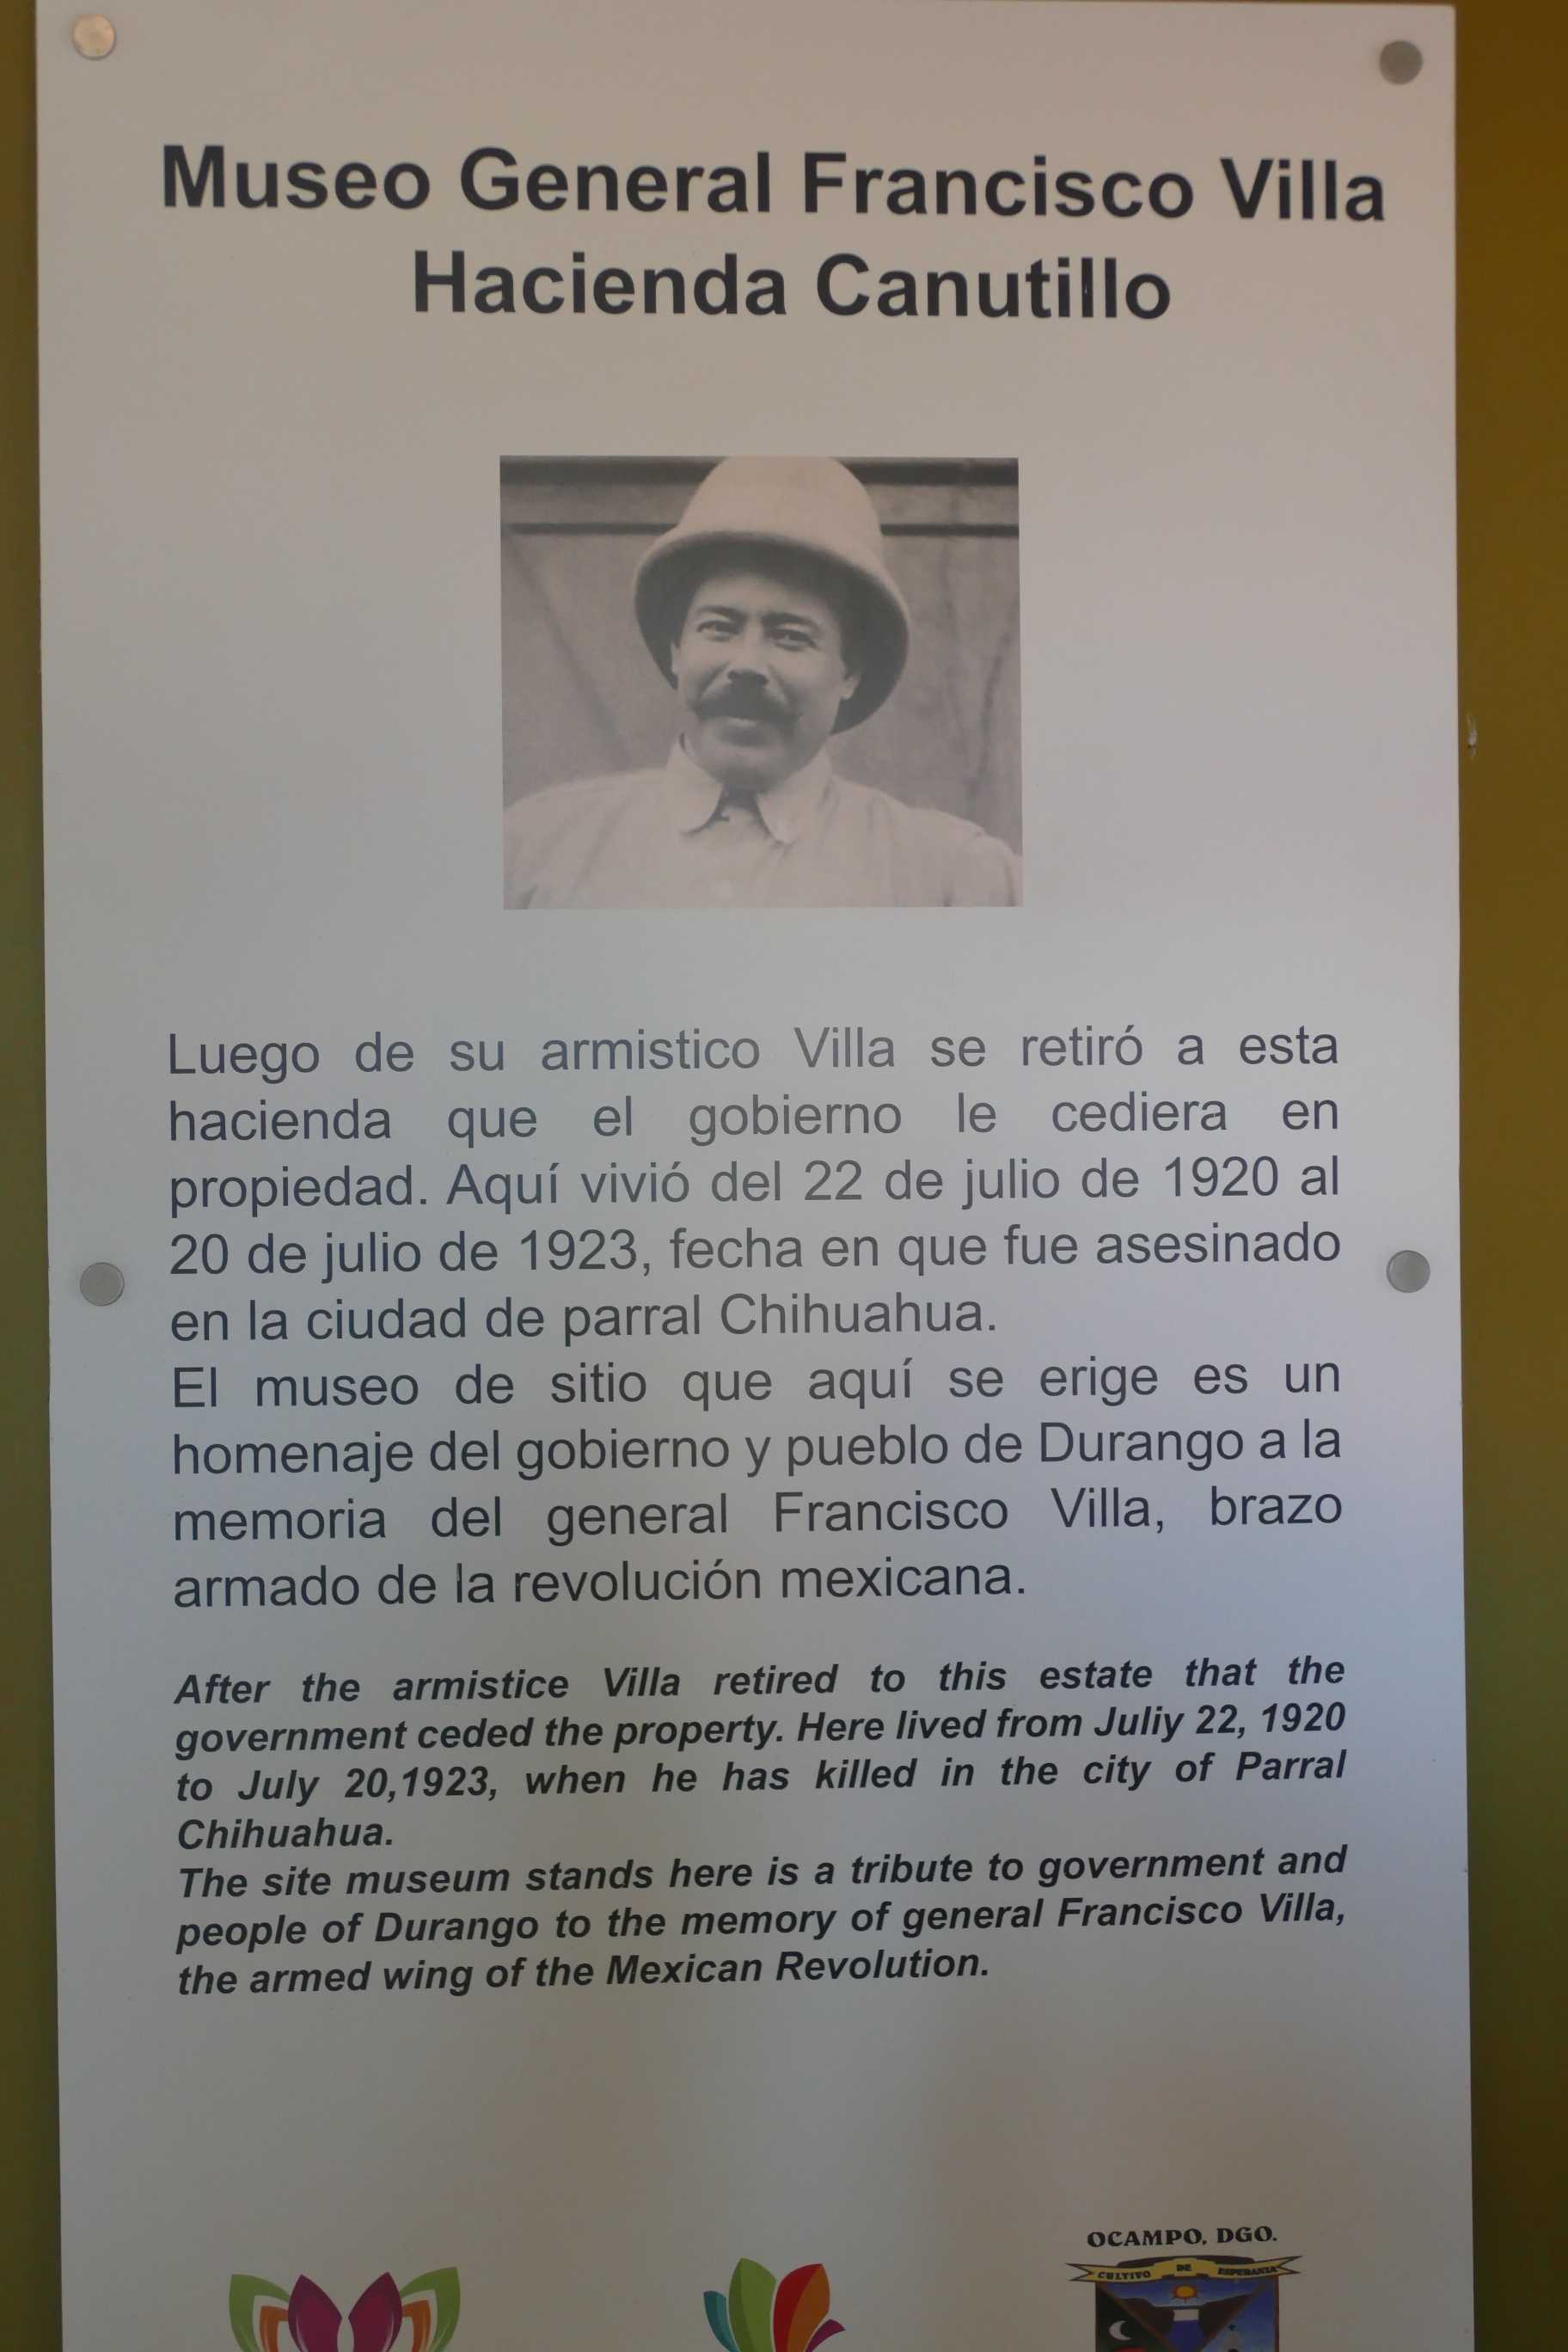 Museo General Francisco Villa
Hacienda Canutillo
Luego de su armistico Villa se retiró a esta
hacienda que el gobierno le cediera en
propiedad. Aquí vivió del 22 de julio de 1920 al
20 de julio de 1923, fecha en que fue asesinado
en la ciudad de parral Chihuahua.
El museo de sitio que aquí se erige es un
homenaje del gobierno y pueblo de Durango a la
memoria del general Francisco Villa, brazo
armado de la revolución mexicana.
After the armistice Villa retired to this estate that the
government ceded the property. Here lived from Juliy 22, 1920
to July 20,1923, when he has killed in the city of Parral
Chihuahua.
The site museum stands here is a tribute to government and
people of Durango to the memory of general Francisco Villa,
the armed wing of the Mexican Revolution.
OCAMPO, DGO.
CULTIVO DE ESPERANZA